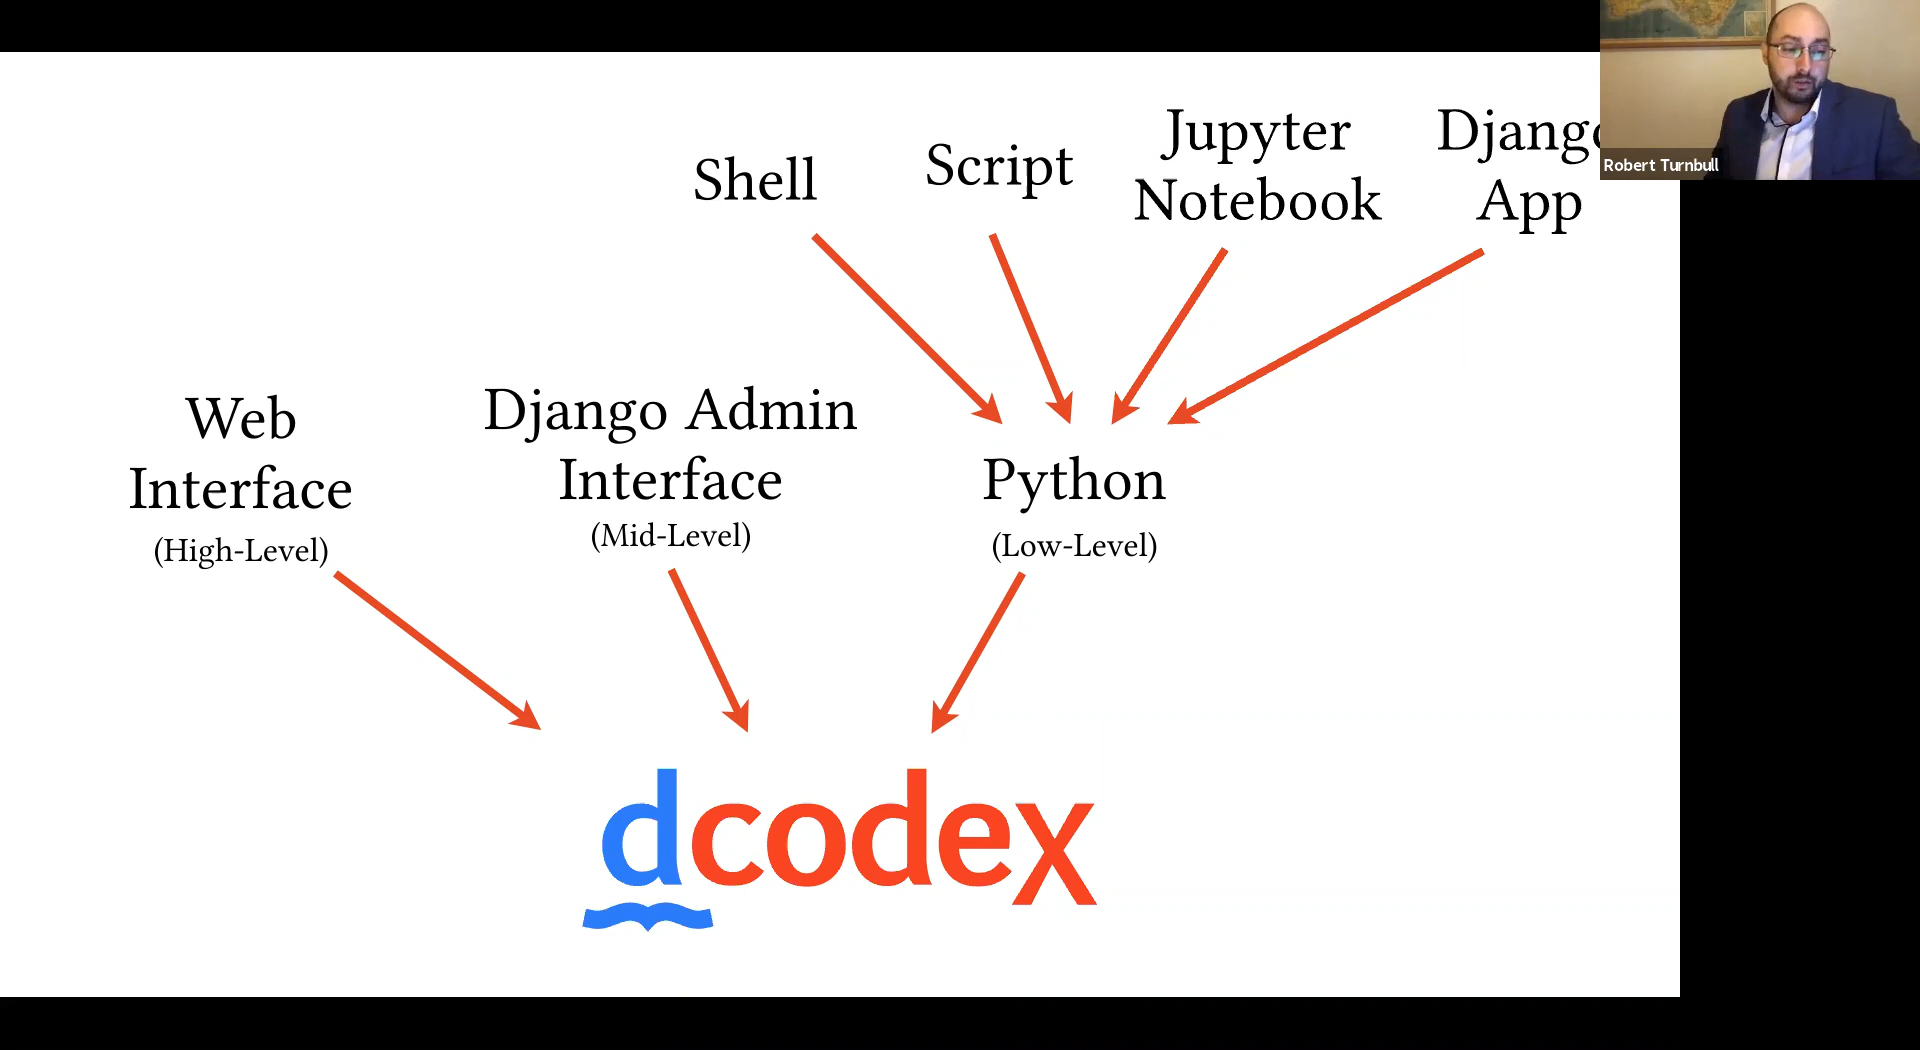 Shell
Script
Jupyter
Notebook
Django
App
Robert Turnbull
Web
Interface
(High-Level)
Django Admin
Interface
(Mid-Level)
Python
(Low-Level)
dcodex